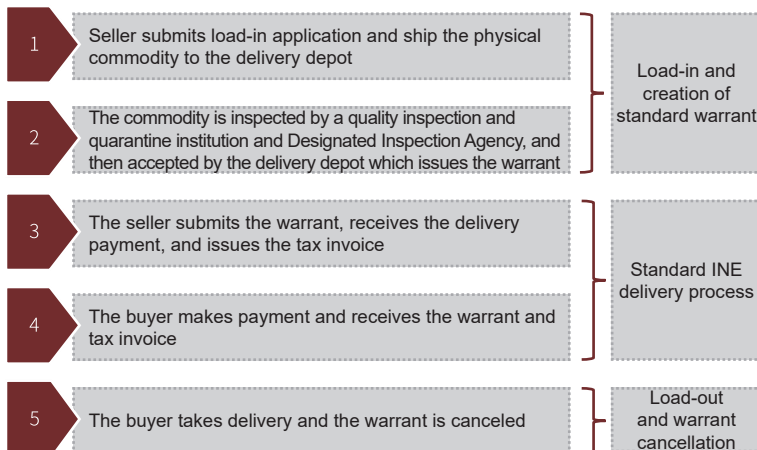 1
Seller submits load-in application and ship the physical
commodity to the delivery depot
2
The commodity is inspected by a quality inspection and
quarantine institution and Designated Inspection Agency, and
then accepted by the delivery depot which issues the warrant
Load-in and
creation of
standard warrant
3
The seller submits the warrant, receives the delivery
payment, and issues the tax invoice
4
The buyer makes payment and receives the warrant and
tax invoice
Standard INE
delivery process
5
The buyer takes delivery and the warrant is canceled
Load-out
and warrant
cancellation